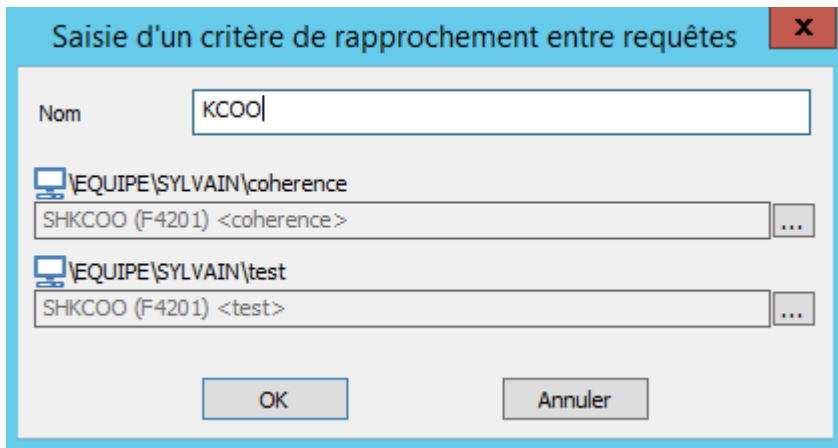 Saisie d'un critère de rapprochement entre requêtes
x
Nom KCOO
\EQUIPE\SYLVAIN\coherence
SHKCOO (F4201) <coherence> ...
\EQUIPE\SYLVAIN\test
SHKCOO (F4201) <test> ...
OK Annuler